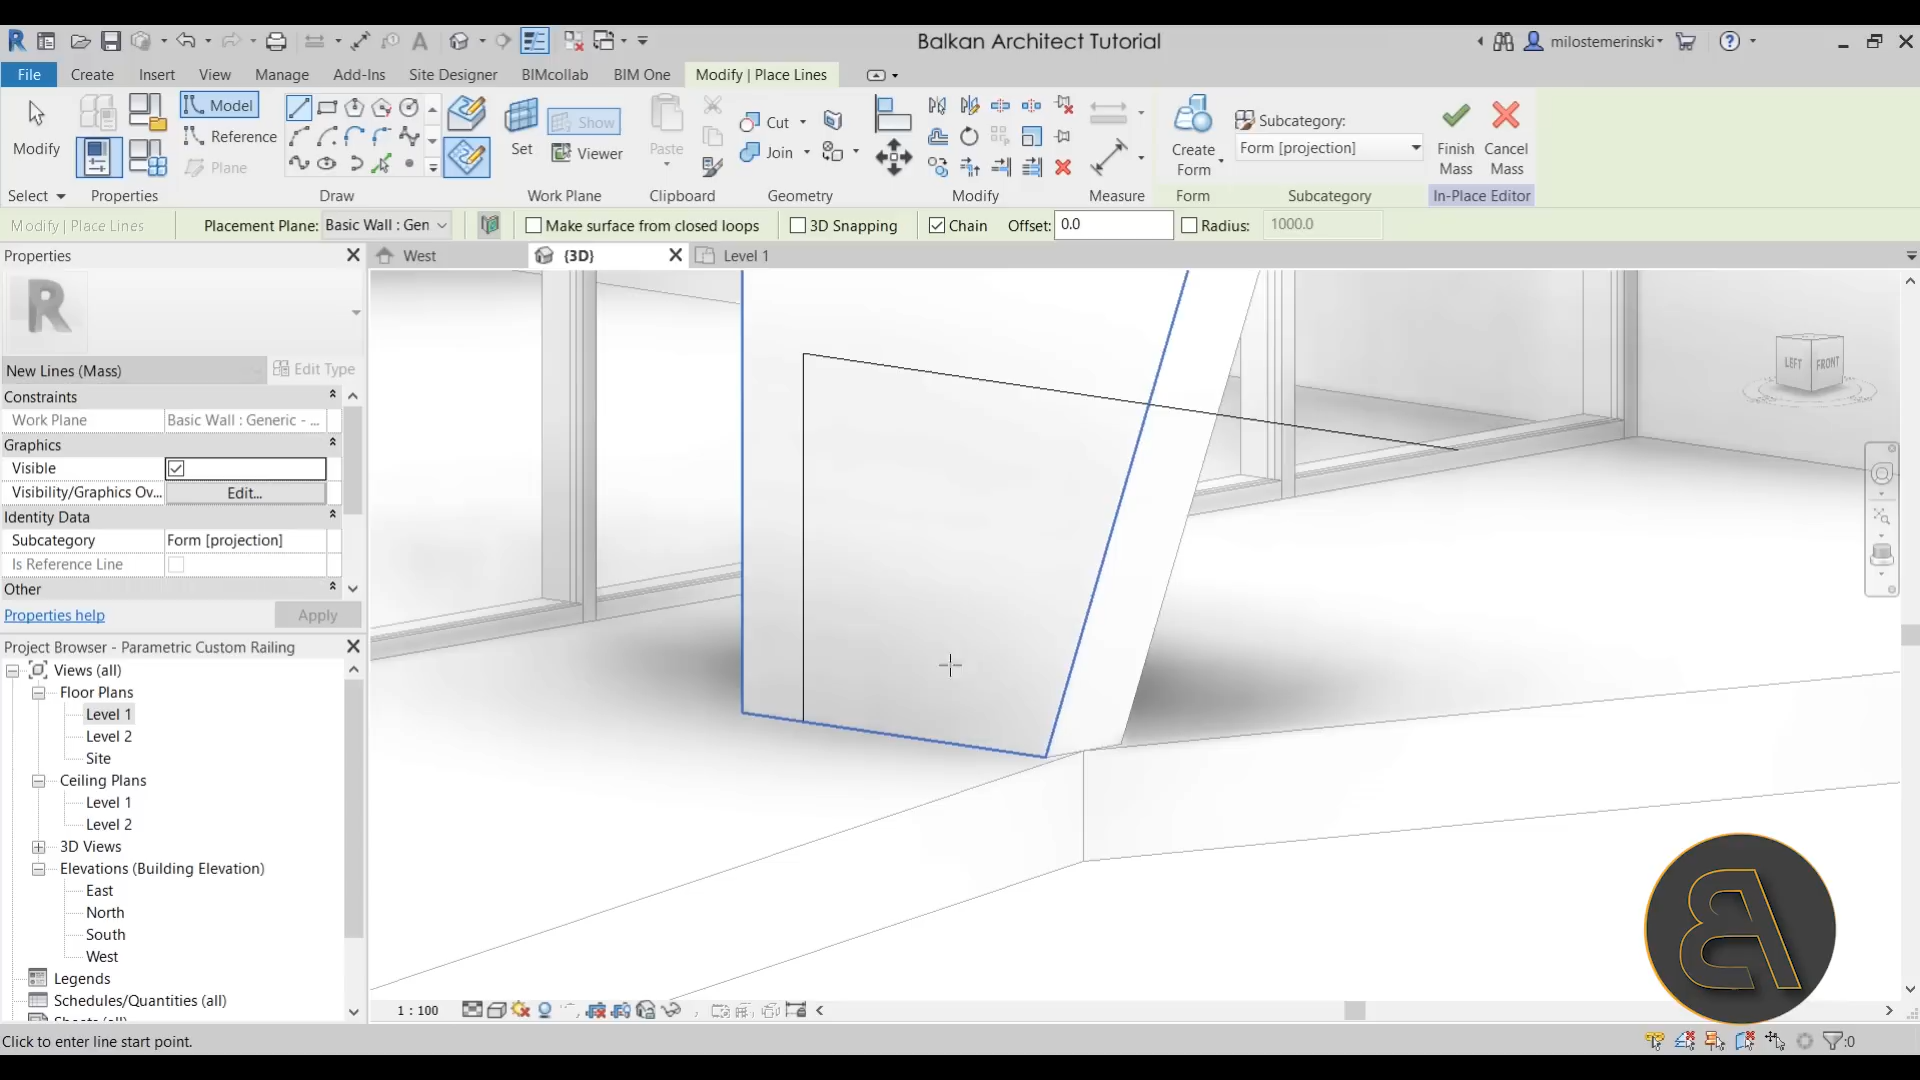 Balkan Architect Tutorial
milostemerinski
File Create Insert View Manage Add-Ins Site Designer BIMcollab BIM One Modify | Place Lines
Model
Reference
Plane
Modify
Set
Show
Viewer
Paste
Cut
Join
Create
Form
Subcategory:
Form [projection]
Finish
Mass
Cancel
Mass
Select Properties Draw Work Plane Clipboard Geometry Modify Measure Form Subcategory In-Place Editor
Modify | Place Lines Placement Plane: Basic Wall : Gen Make surface from closed loops 3D Snapping Chain Offset: 0.0 Radius: 1000.0
Properties
West {3D} Level 1
R
New Lines (Mass) Edit Type
Constraints
Work Plane Basic Wall : Generic - ...
Graphics
Visible
Visibility/Graphics Ov... Edit...
Identity Data
Subcategory Form [projection]
Is Reference Line
Other
Properties help Apply
LEFT FRONT
Project Browser - Parametric Custom Railing
Views (all)
Floor Plans
Level 1
Level 2
Site
Ceiling Plans
Level 1
Level 2
3D Views
Elevations (Building Elevation)
East
North
South
West
Legends
Schedules/Quantities (all)
1 : 100
Click to enter line start point.
:0